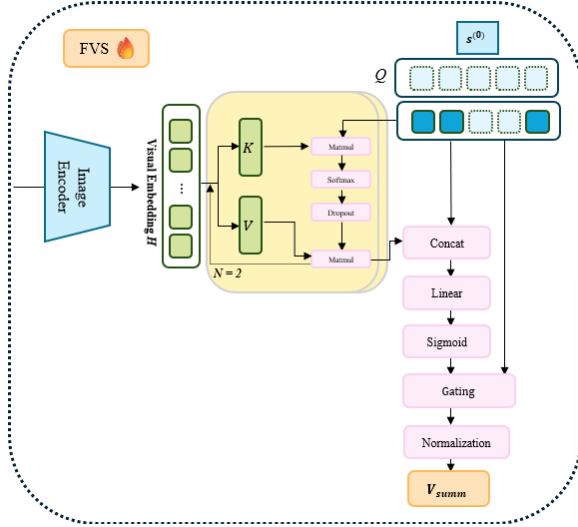 FVS
s⁽⁰⁾
Q
Image
Encoder
Visual Embedding H
...
K
V
Matmul
Softmax
Dropout
Matmul
N = 2
Concat
Linear
Sigmoid
Gating
Normalization
V_summ